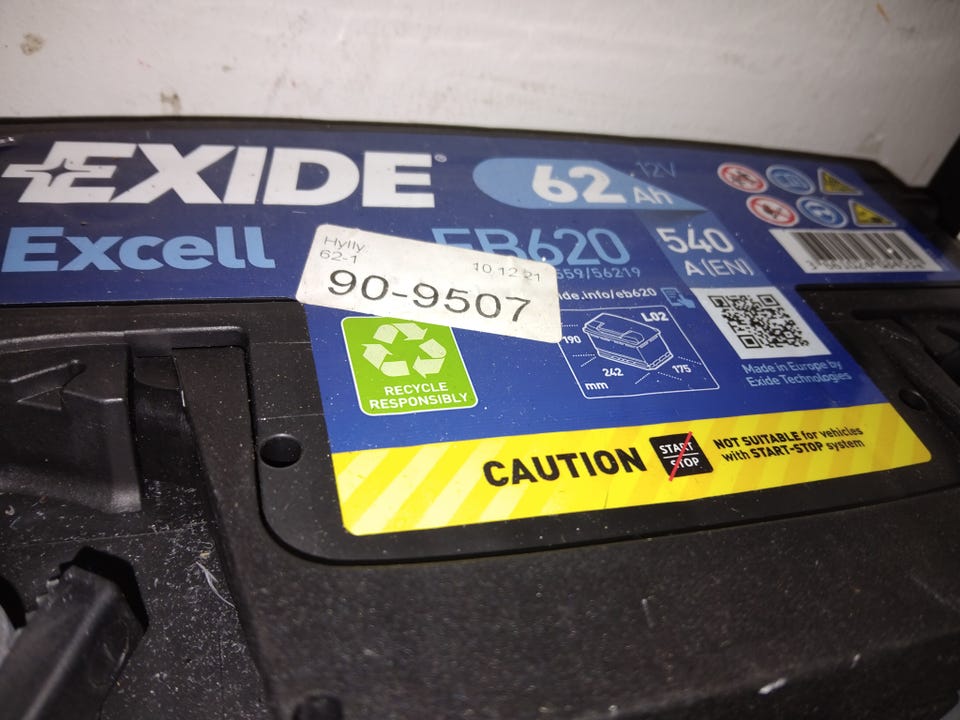 EXIDE
62 Ah
12V
Excell
EB620
559/56219
540
A(EN)
Hylly
62-1
10.12.21
90-9507
ide.info/eb620
L02
190
242
175
mm
RECYCLE
RESPONSIBLY
Made in Europe by
Exide Technologies
CAUTION
START
STOP
NOT SUITABLE for vehicles
with START-STOP system